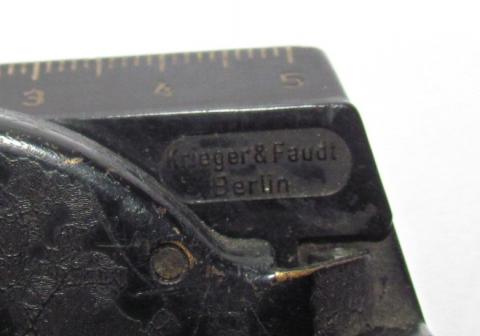 3 4 5
Krieger & Faudt
Berlin